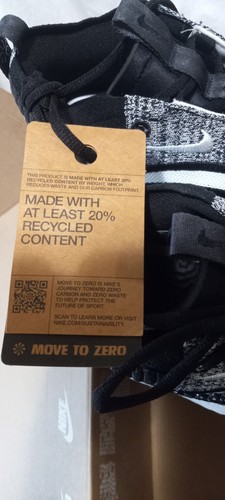 THIS PRODUCT IS MADE WITH AT LEAST 20%
RECYCLED CONTENT BY WEIGHT, WHICH
REDUCES WASTE AND OUR CARBON FOOTPRINT.
MADE WITH
AT LEAST 20%
RECYCLED
CONTENT
MOVE TO ZERO IS NIKE'S
JOURNEY TOWARD ZERO
CARBON AND ZERO WASTE
TO HELP PROTECT THE
FUTURE OF SPORT.
SCAN TO LEARN MORE OR VISIT
NIKE.COM/SUSTAINABILITY.
MOVE TO ZERO
NIKE